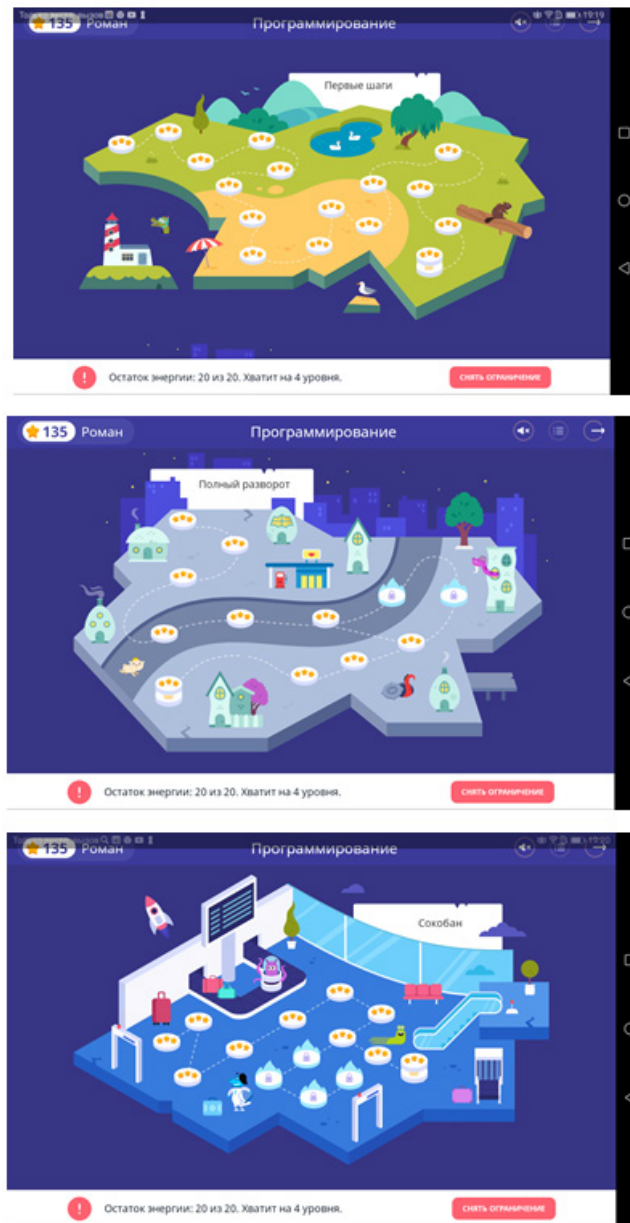 135 Роман
Программирование
19:19
Первые шаги
Остаток энергии: 20 из 20. Хватит на 4 уровня.
СНЯТЬ ОГРАНИЧЕНИЕ
135 Роман
Программирование
Полный разворот
Остаток энергии: 20 из 20. Хватит на 4 уровня.
СНЯТЬ ОГРАНИЧЕНИЕ
135 Роман
Программирование
Сокобан
Остаток энергии: 20 из 20. Хватит на 4 уровня.
СНЯТЬ ОГРАНИЧЕНИЕ